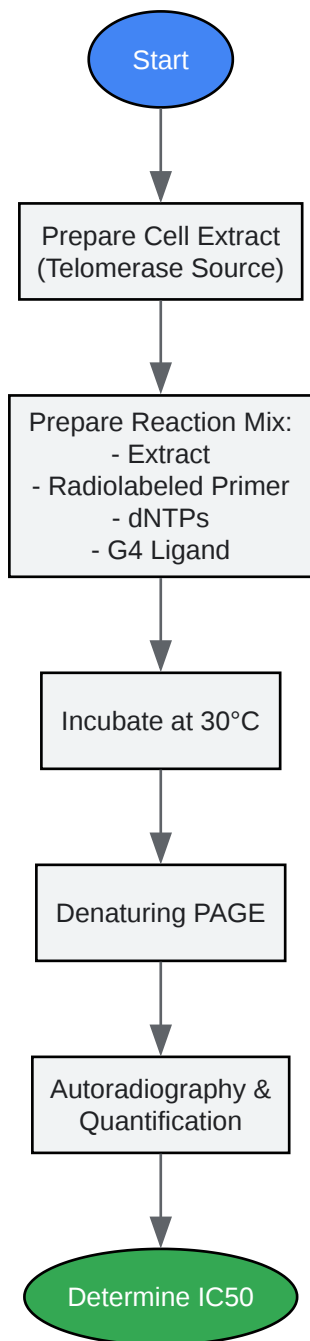 Start
Prepare Cell Extract
(Telomerase Source)
Prepare Reaction Mix:
- Extract
- Radiolabeled Primer
- dNTPs
- G4 Ligand
Incubate at 30°C
Denaturing PAGE
Autoradiography &
Quantification
Determine IC50